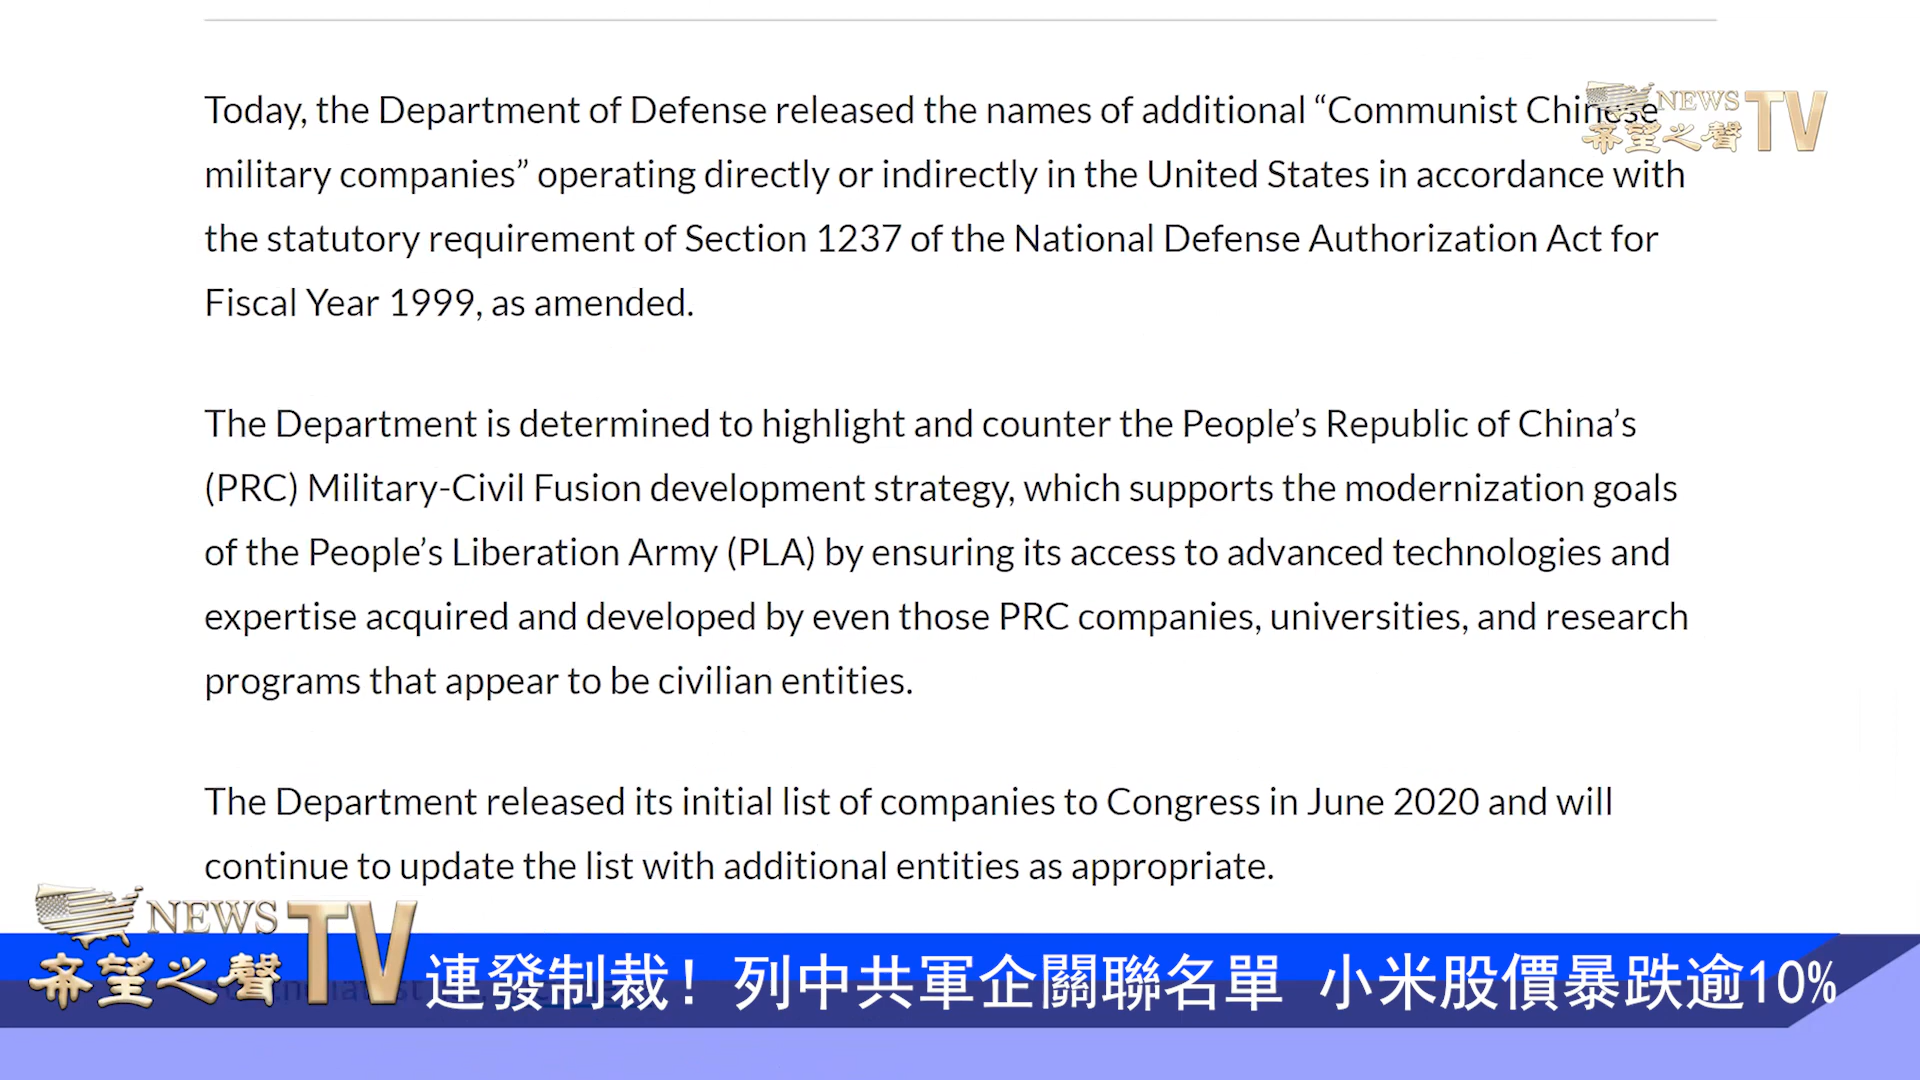 Today, the Department of Defense released the names of additional “Communist Chinese
NEWS
希望之聲 TV
military companies” operating directly or indirectly in the United States in accordance with
the statutory requirement of Section 1237 of the National Defense Authorization Act for
Fiscal Year 1999, as amended.
The Department is determined to highlight and counter the People’s Republic of China’s
(PRC) Military-Civil Fusion development strategy, which supports the modernization goals
of the People’s Liberation Army (PLA) by ensuring its access to advanced technologies and
expertise acquired and developed by even those PRC companies, universities, and research
programs that appear to be civilian entities.
The Department released its initial list of companies to Congress in June 2020 and will
continue to update the list with additional entities as appropriate.
NEWS
希望之聲 TV
連發制裁！列中共軍企關聯名單 小米股價暴跌逾10%